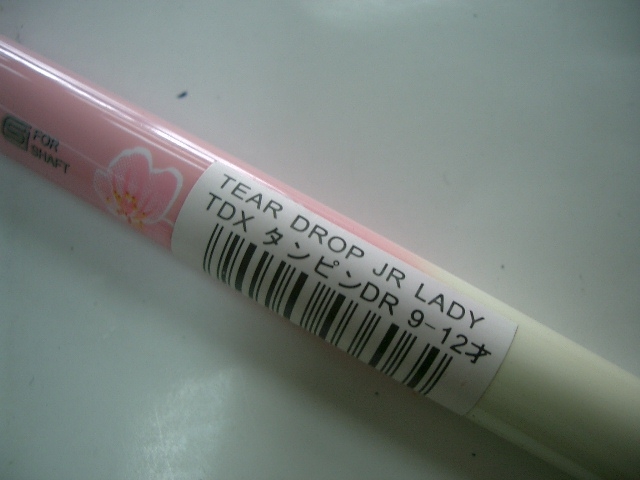 FOR
SHAFT
TEAR DROP JR LADY
TDX タンピンDR 9-12才